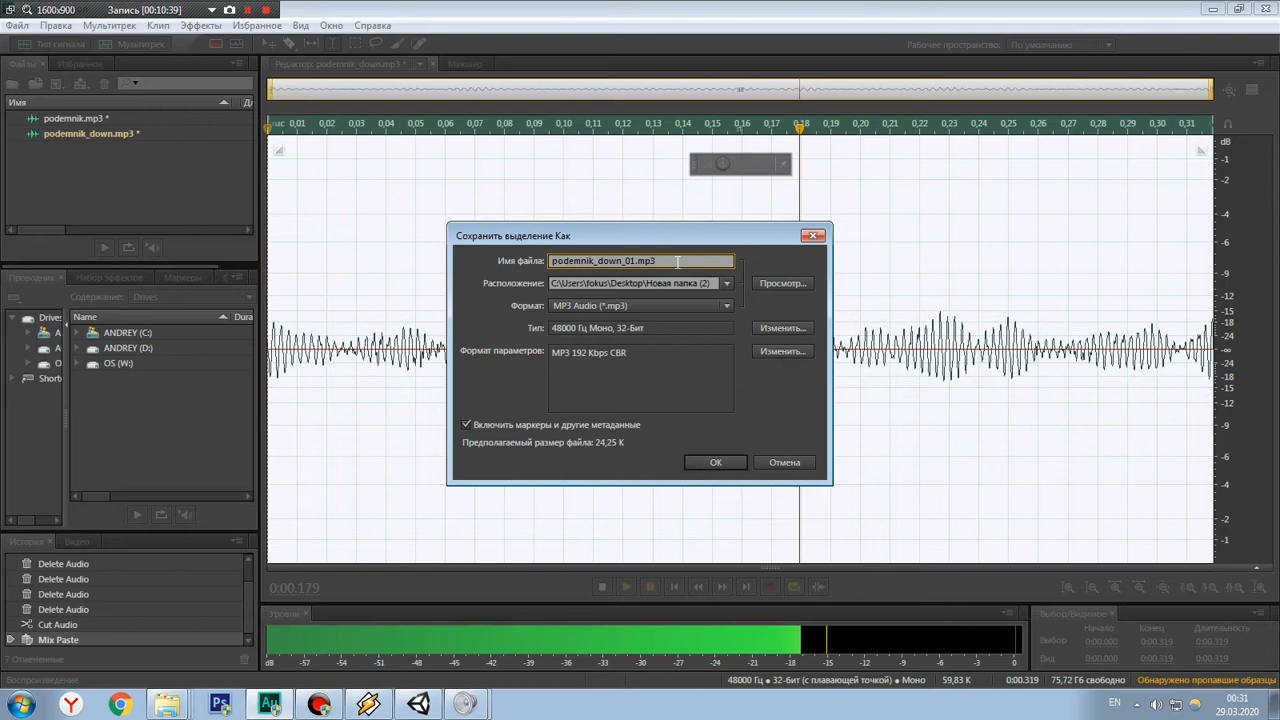 1600x900 Запись [00:10:39]
Файл Правка Мультитрек Клип Эффекты Избранное Вид Окно Справка
Тип сигнала Мультитрек Рабочее пространство: По умолчанию
Файлы Избранное Редактор: podemnik_down.mp3 * Микшер
Имя
podemnik.mp3 *
podemnik_down.mp3 *
0,01 0,02 0,03 0,04 0,05 0,06 0,07 0,08 0,09 0,10 0,11 0,12 0,13 0,14 0,15 0,16 0,17 0,18 0,19 0,20 0,21 0,22 0,23 0,24 0,25 0,26 0,27 0,28 0,29 0,30 0,31
dB
-1
-2
-4
-6
-9
-12
-15
-18
-24
-∞
-24
-18
-15
-12
-9
-6
-4
-2
-1
Сохранить выделение Как
Имя файла: podemnik_down_01.mp3
Расположение: C:\Users\fokus\Desktop\Новая папка (2) Просмотр...
Формат: MP3 Audio (*.mp3)
Тип: 48000 Гц Моно, 32-Бит Изменить...
Формат параметров: MP3 192 Kbps CBR Изменить...
Включить маркеры и другие метаданные
Предполагаемый размер файла: 24,25 K
OK Отмена
Проводник Набор эффектов Маркеры
Содержание: Drives
Drive Name Dura
A ANDREY (C:)
A ANDREY (D:)
O OS (W:)
Short
История Видео
Delete Audio
Delete Audio
Delete Audio
Delete Audio
Cut Audio
Mix Paste
7 Отмененные
Воспроизведение
0:00.179
Уровни
dB -57 -54 -51 -48 -45 -42 -39 -36 -33 -30 -27 -24 -21 -18 -15 -12 -9 -6 -3 0
Выбор/Видимое
Начало Конец Длительность
Выбор 0:00.000 0:00.319 0:00.319
Вид 0:00.000 0:00.319 0:00.319
48000 Гц ● 32-бит (с плавающей точкой) ● Моно 59,83 K 0:00.319 75,72 Гб свободно Обнаружено пропавшие образцы
EN 00:31
29.03.2020